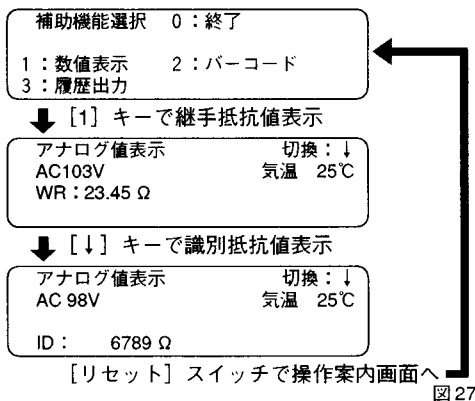 補助機能選択　0：終了
1：数値表示　2：バーコード
3：履歴出力
[1] キーで継手抵抗値表示
アナログ値表示　切換：↓
AC103V　気温 25℃
WR：23.45 Ω
[↓] キーで識別抵抗値表示
アナログ値表示　切換：↓
AC 98V　気温 25℃
ID：　6789 Ω
[リセット] スイッチで操作案内画面へ
図27